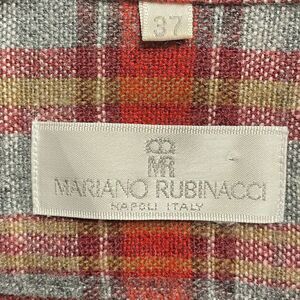 37
MR
MARIANO RUBINACCI
NAPOLI ITALY